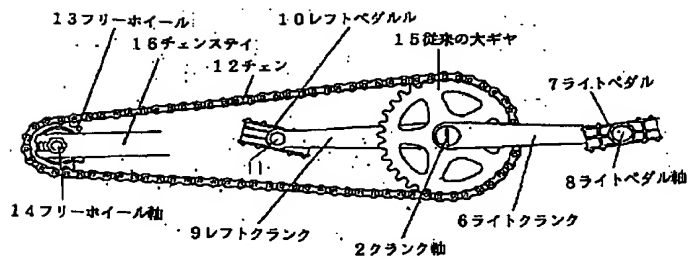 13フリーホイール
10レフトペダルル
16チェンステイ
15従来の大ギヤ
12チェン
7ライトペダル
11
8ライトペダル軸
14フリーホイール軸
6ライトクランク
9レフトクランク
2クランク軸